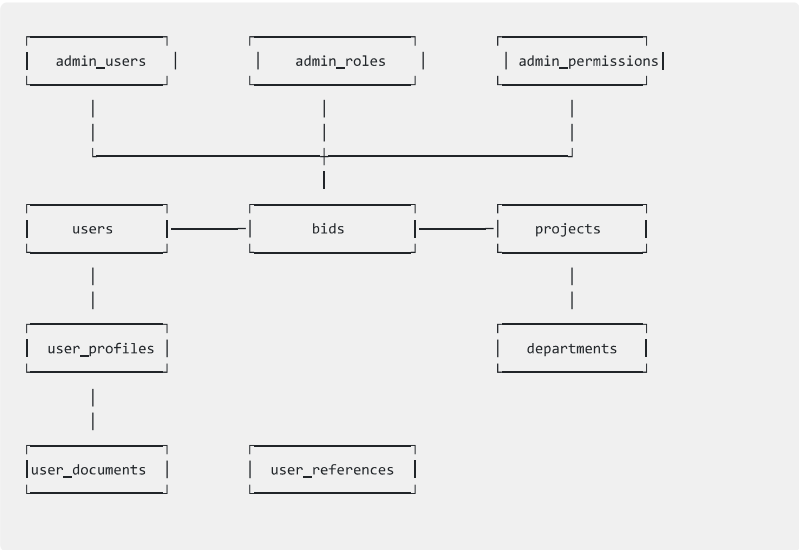 admin_users admin_roles admin_permissions
users bids projects
user_profiles departments
user_documents user_references